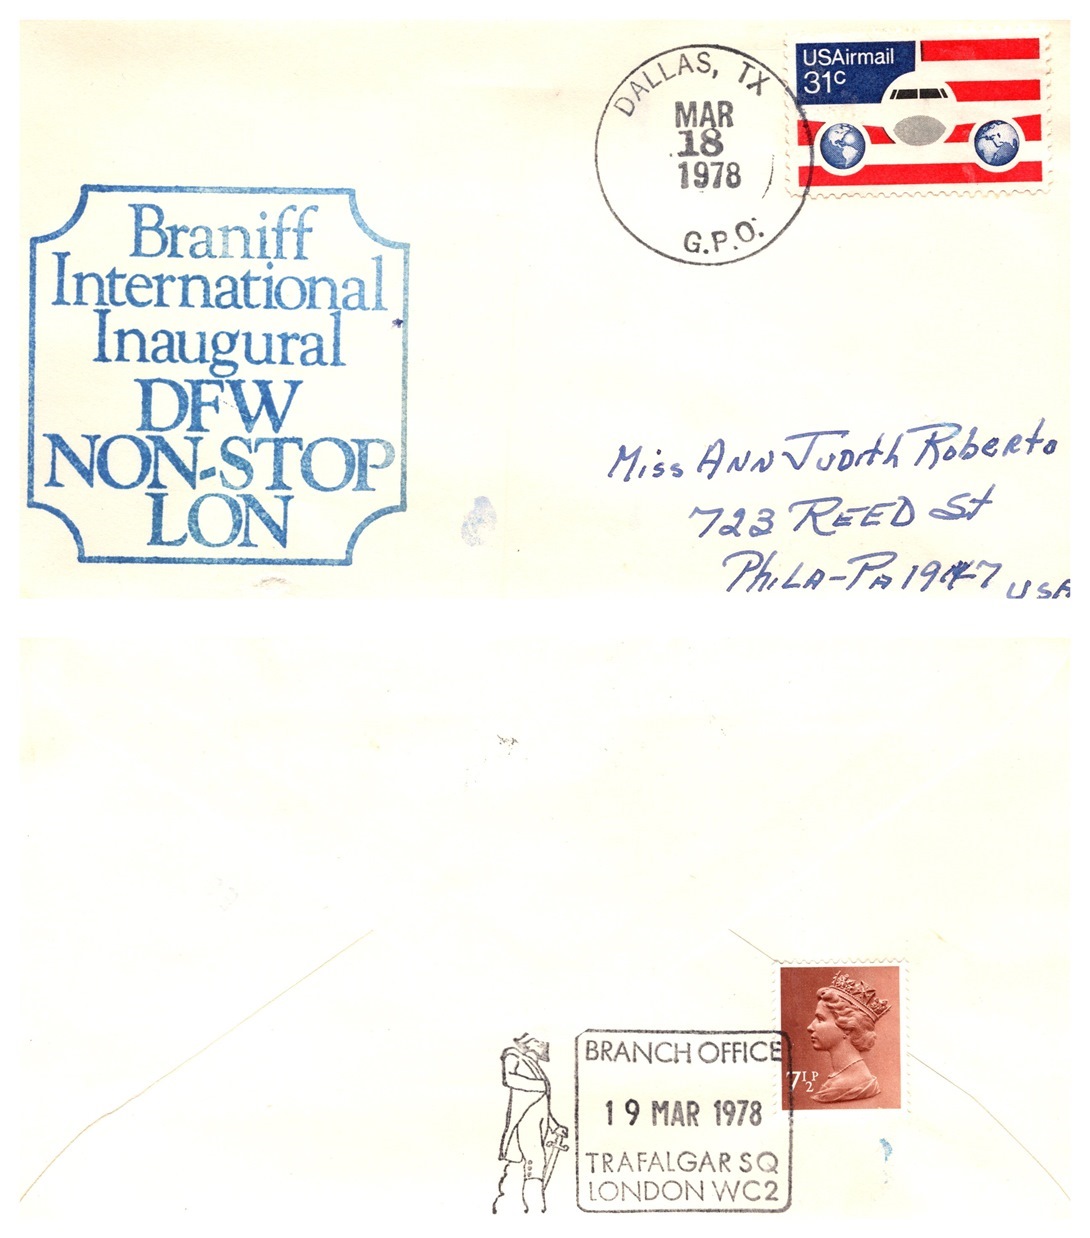 USAirmail
31c
DALLAS, TX
MAR
18
1978
G.P.O.
Braniff
International
Inaugural
DFW
NON-STOP
LON
Miss ANN JUDITH ROBERTO
723 REED St
PHILA-PA 19147 USA
7½P
BRANCH OFFICE
19 MAR 1978
TRAFALGAR SQ
LONDON WC2